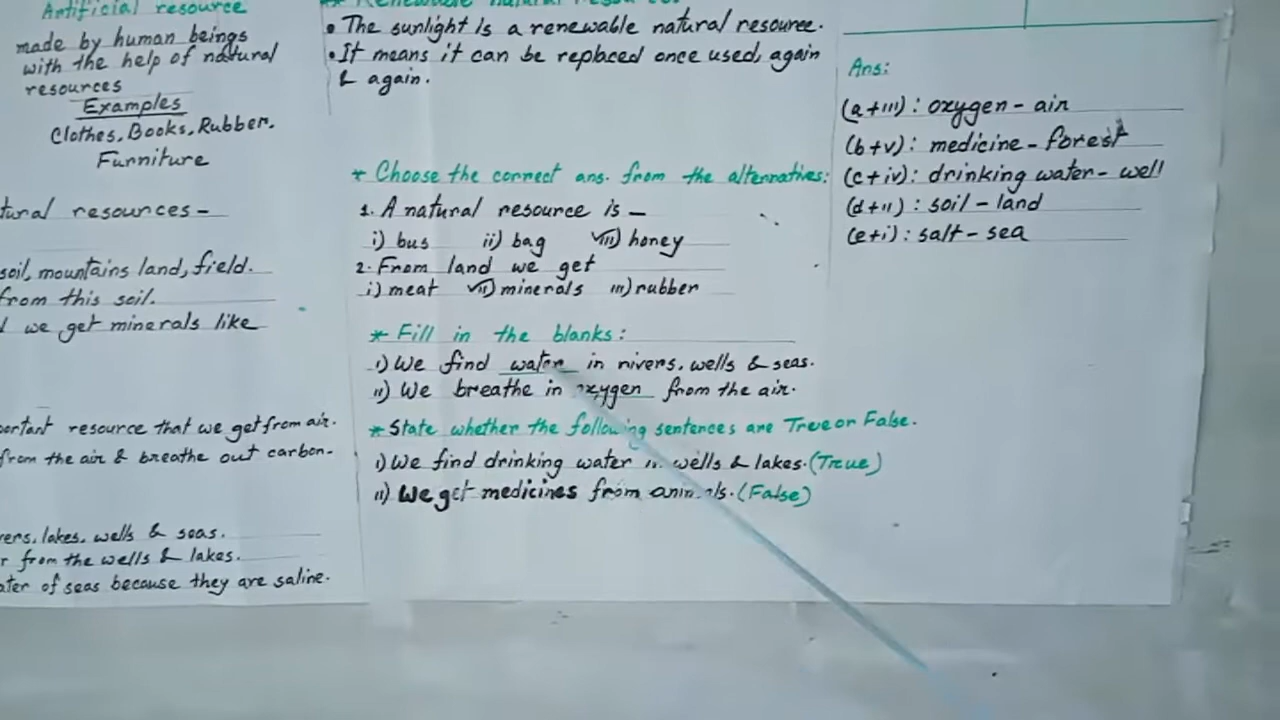 Artificial resource
made by human beings
with the help of natural
resources
Examples
Clothes, Books, Rubber.
Furniture
tural resources-
soil, mountains land, field.
from this soil.
we get minerals like
portant resource that we get from air.
from the air & breathe out carbon-
ers, lakes, wells & seas.
r from the wells & lakes.
ater of seas because they are saline.
** Renewable natural
• The sunlight is a renewable natural resource.
• It means it can be replaced once used, again
& again.
* Choose the correct ans. from the alternatives:
1. A natural resource is -
i) bus ii) bag iii) honey
2. From land we get
i) meat ii) minerals iii) rubber
* Fill in the blanks:
i) We find water in rivers, wells & seas.
ii) We breathe in oxygen from the air.
* State whether the following sentences are True or False.
i) We find drinking water in wells & lakes. (True)
ii) We get medicines from animals. (False)
Ans:
(a+iii): oxygen - air
(b+v): medicine - forest
(c+iv): drinking water - well
(d+ii): soil - land
(e+i): salt - sea